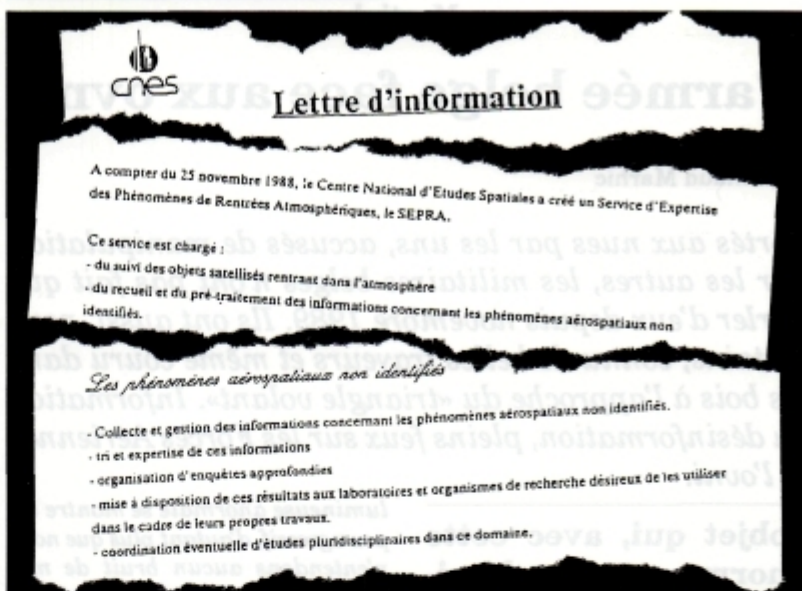 cnes
Lettre d'information
A compter du 25 novembre 1988, le Centre National d'Etudes Spatiales a créé un Service d'Expertise
des Phénomènes de Rentrées Atmosphériques, le SEPRA.
Ce service est chargé :
- du suivi des objets satellisés rentrant dans l'atmosphère
- du recueil et du pré-traitement des informations concernant les phénomènes aérospatiaux non
identifiés.
Les phénomènes aérospatiaux non identifiés
- Collecte et gestion des informations concernant les phénomènes aérospatiaux non identifiés.
- tri et expertise de ces informations
- organisation d'enquêtes approfondies
- mise à disposition de ces résultats aux laboratoires et organismes de recherche désireux de les utiliser
dans le cadre de leurs propres travaux.
- coordination éventuelle d'études pluridisciplinaires dans ce domaine.